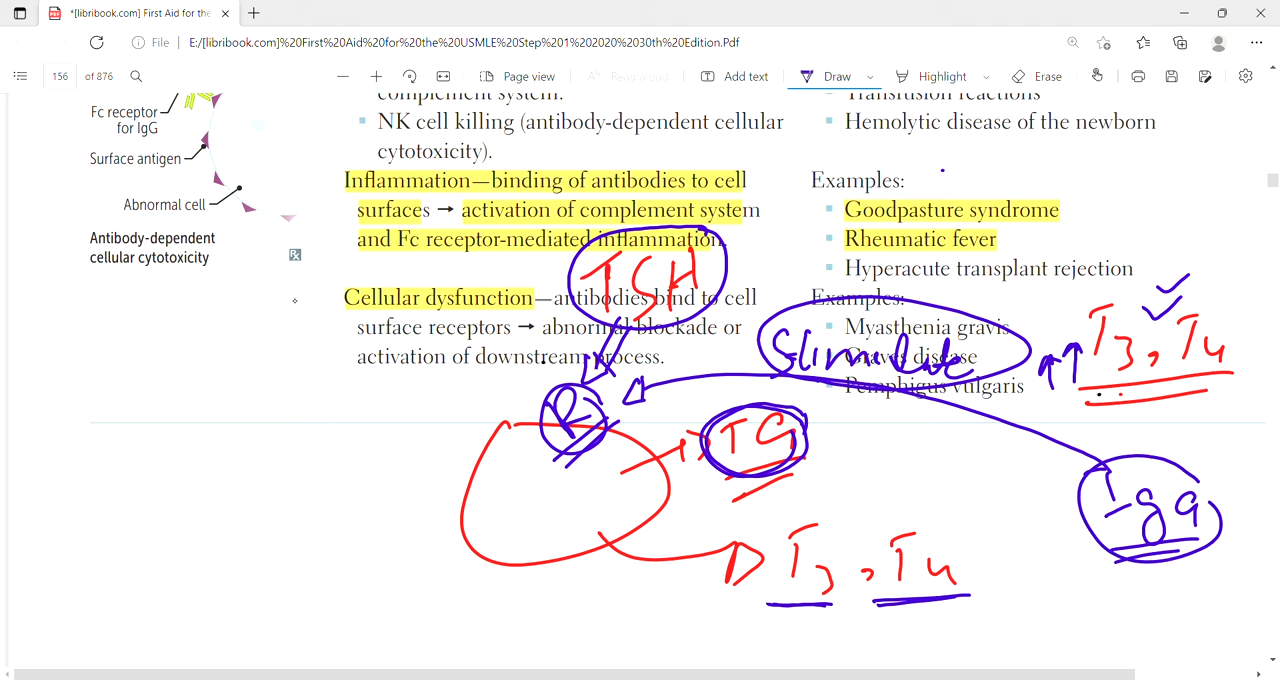 *[libribook.com] First Aid for the
File
E:/[libribook.com]%20First%20Aid%20for%20the%20USMLE%20Step%201%202020%2030th%20Edition.Pdf
156 of 876
Page view
Read aloud
Add text
Draw
Highlight
Erase
Fc receptor
for IgG
Surface antigen
Abnormal cell
Antibody-dependent
cellular cytotoxicity
Rx
complement system.
NK cell killing (antibody-dependent cellular
cytotoxicity).
Inflammation—binding of antibodies to cell
surfaces → activation of complement system
and Fc receptor-mediated inflammation.
Cellular dysfunction—antibodies bind to cell
surface receptors → abnormal blockade or
activation of downstream process.
Transfusion reactions
Hemolytic disease of the newborn
Examples:
Goodpasture syndrome
Rheumatic fever
Hyperacute transplant rejection
Examples:
Myasthenia gravis
Graves disease
Pemphigus vulgaris
TSH
R
Stimulate
T3, T4
TG
IgG
T3, T4